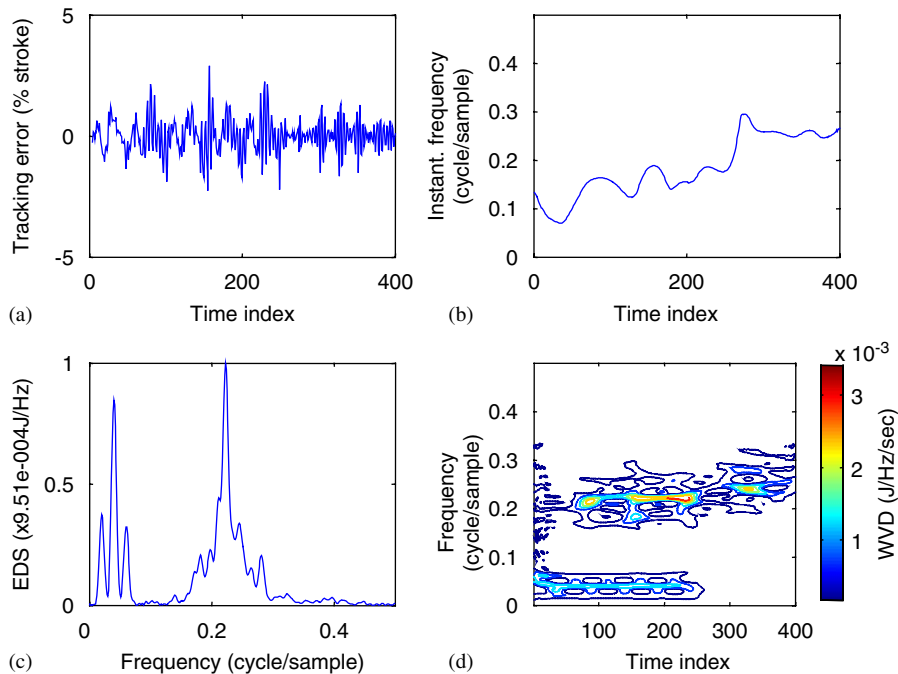 5
0
-5
Tracking error (% stroke)
0
200
400
Time index
(a)
0.4
0.3
0.2
0.1
0
Instant. frequency
(cycle/sample)
0
200
400
Time index
(b)
1
0.5
0
EDS (x9.51e-004J/Hz)
0
0.2
0.4
Frequency (cycle/sample)
(c)
0.4
0.3
0.2
0.1
0
Frequency
(cycle/sample)
100
200
300
400
Time index
(d)
x 10-3
3
2
1
WVD (J/Hz/sec)